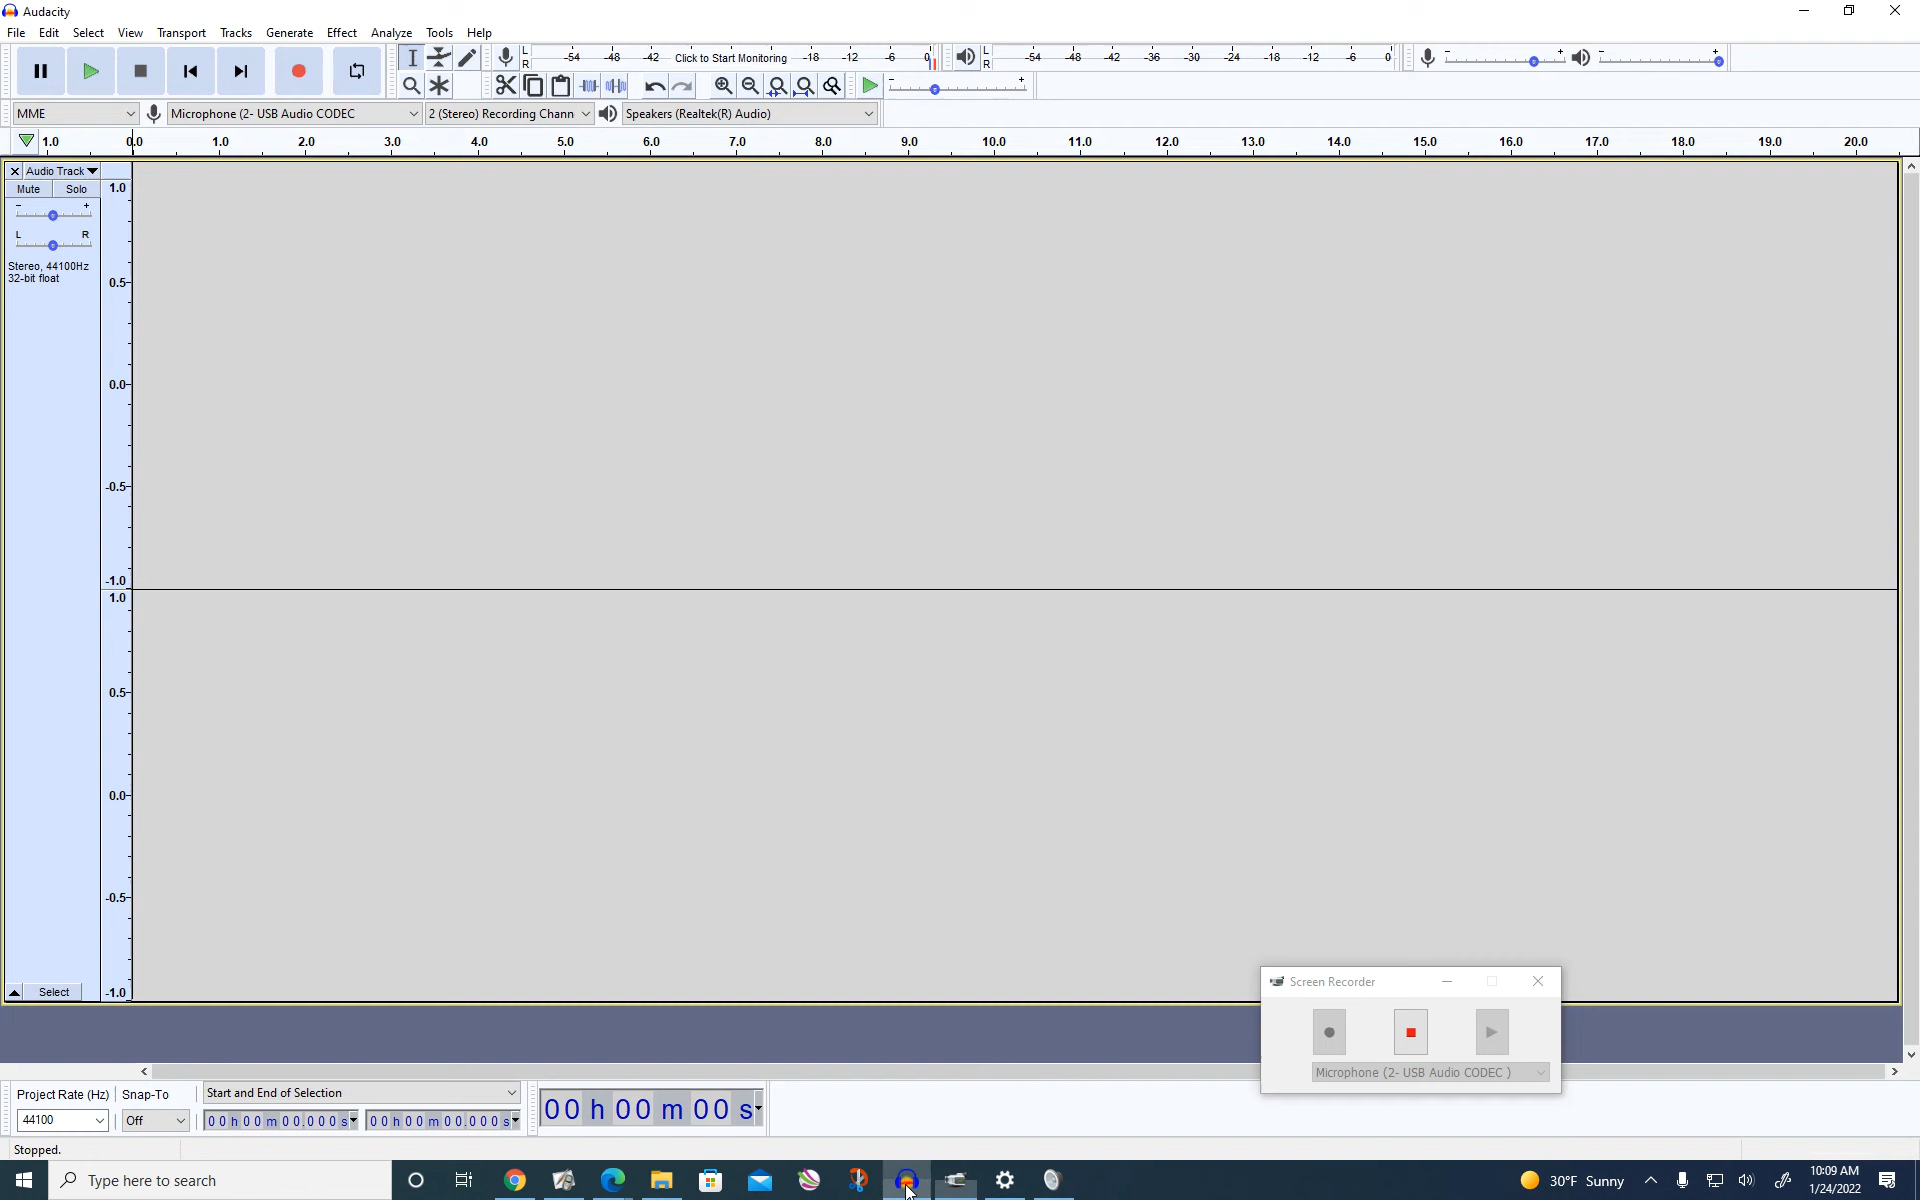 Audacity
File Edit Select View Transport Tracks Generate Effect Analyze Tools Help
L R -54 -48 -42 Click to Start Monitoring -18 -12 -6 0 L R -54 -48 -42 -36 -30 -24 -18 -12 -6 0 - + - +
- +
MME Microphone (2- USB Audio CODEC 2 (Stereo) Recording Chann Speakers (Realtek(R) Audio)
1.0 0.0 1.0 2.0 3.0 4.0 5.0 6.0 7.0 8.0 9.0 10.0 11.0 12.0 13.0 14.0 15.0 16.0 17.0 18.0 19.0 20.0
Audio Track
Mute Solo 1.0
- +
L R
Stereo, 44100Hz
32-bit float 0.5
0.0
-0.5
-1.0
1.0
0.5
0.0
-0.5
Select -1.0
Screen Recorder
Microphone (2- USB Audio CODEC )
Project Rate (Hz) Snap-To Start and End of Selection
44100 Off 00 h 00 m 00.000 s 00 h 00 m 00.000 s 00 h 00 m 00 s
Stopped.
Type here to search 30°F Sunny 10:09 AM
1/24/2022